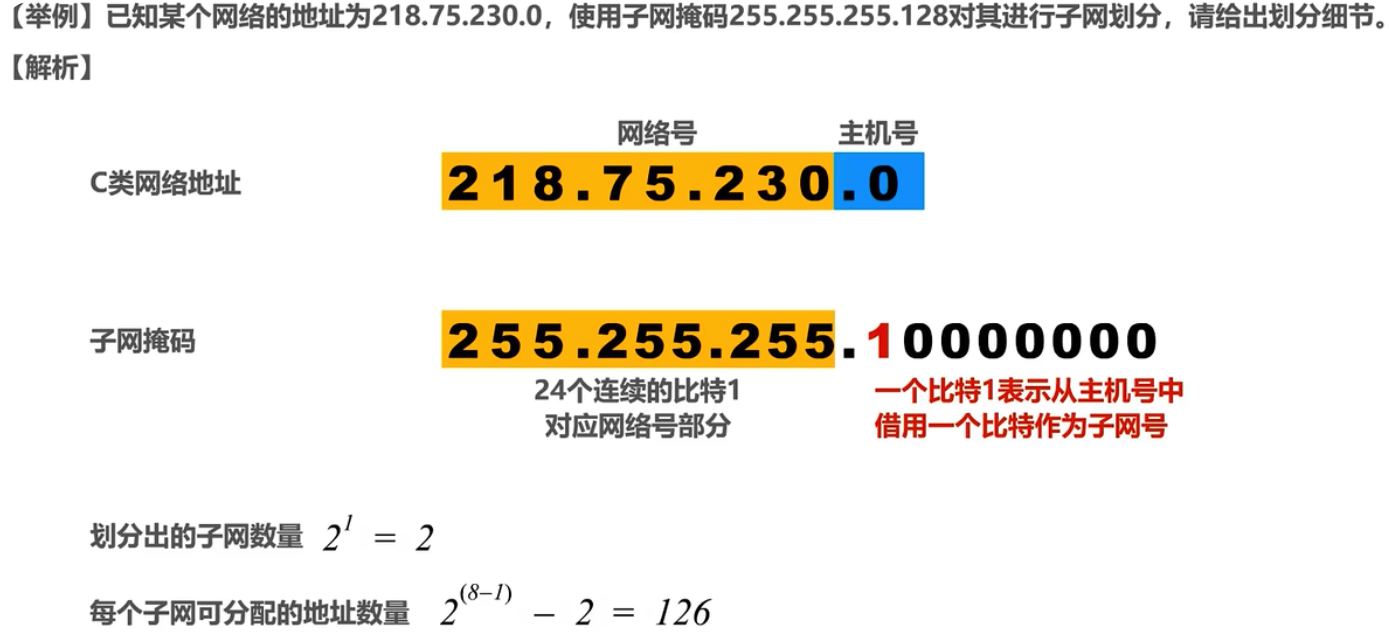 【举例】已知某个网络的地址为218.75.230.0，使用子网掩码255.255.255.128对其进行子网划分，请给出划分细节。
【解析】
网络号 主机号
C类网络地址 218.75.230.0
子网掩码 255.255.255.10000000
24个连续的比特1 一个比特1表示从主机号中
对应网络号部分 借用一个比特作为子网号
划分出的子网数量 2^1 = 2
每个子网可分配的地址数量 2^(8-1) - 2 = 126